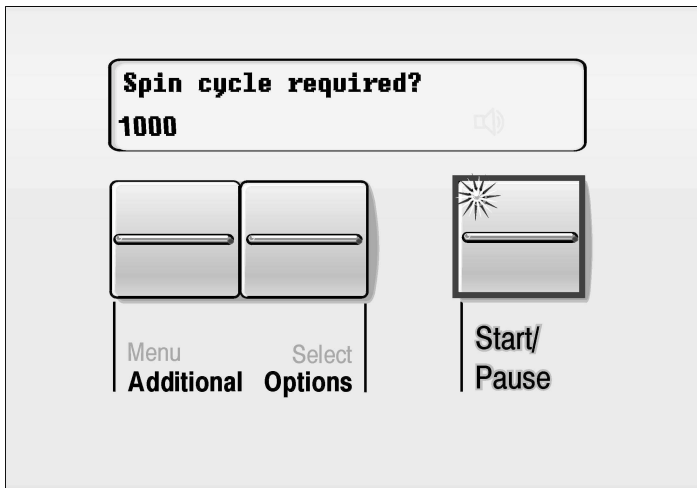 Spin cycle required?
1000
Menu Select
Additional Options
Start/
Pause